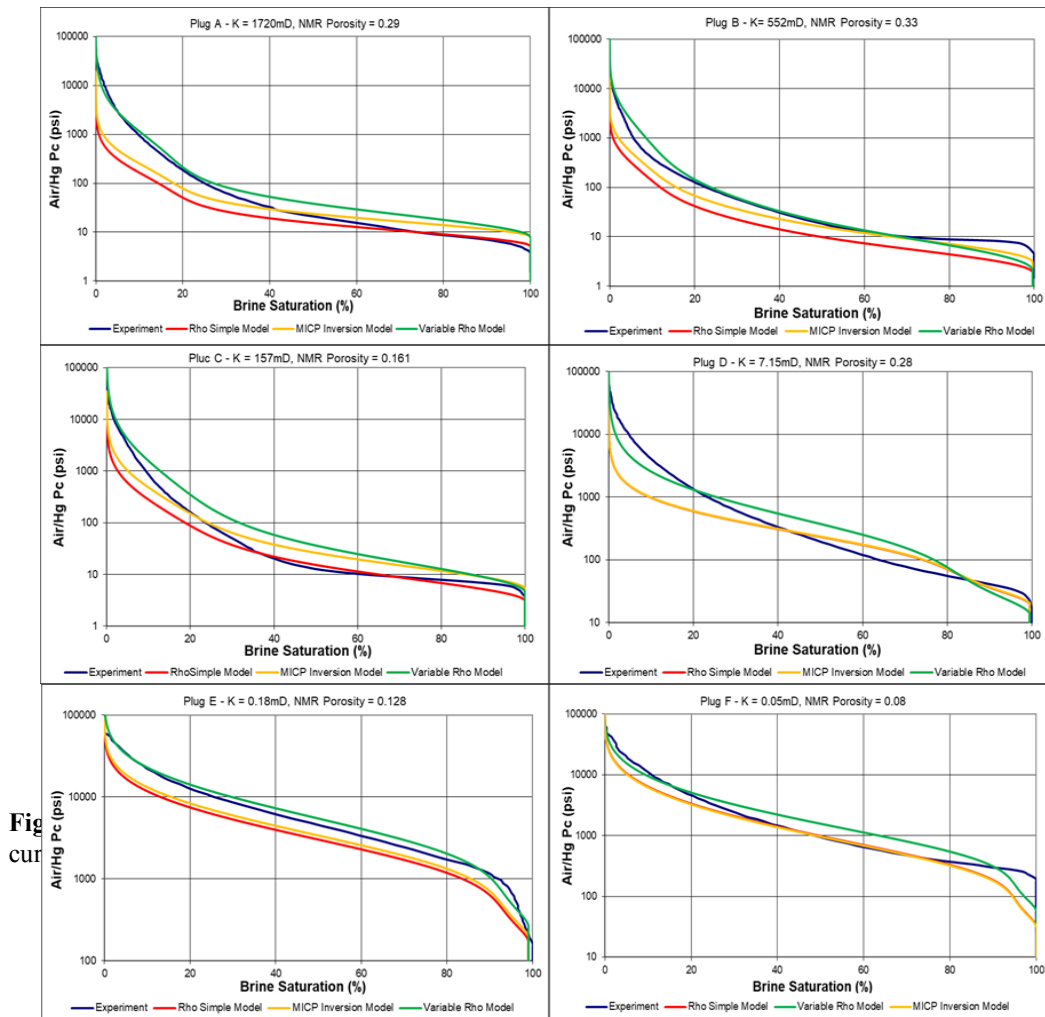 Plug A - K = 1720mD, NMR Porosity = 0.29
100000
10000
1000
100
10
1
Air/Hg Pc (psi)
0 20 40 60 80 100
Brine Saturation (%)
Experiment Rho Simple Model MICP Inversion Model Variable Rho Model
Plug B - K= 552mD, NMR Porosity = 0.33
100000
10000
1000
100
10
1
Air/Hg Pc (psi)
0 20 40 60 80 100
Brine Saturation (%)
Experiment Rho Simple Model MICP Inversion Model Variable Rho Model
Pluc C - K = 157mD, NMR Porosity = 0.161
100000
10000
1000
100
10
1
Air/Hg Pc (psi)
0 20 40 60 80 100
Brine Saturation (%)
Experiment RhoSimple Model MICP Inversion Model Variable Rho Model
Plug D - K = 7.15mD, NMR Porosity = 0.28
100000
10000
1000
100
10
Air/Hg Pc (psi)
0 20 40 60 80 100
Brine Saturation (%)
Experiment Rho Simple Model MICP Inversion Model Variable Rho Model
Plug E - K = 0.18mD, NMR Porosity = 0.128
100000
10000
1000
100
Air/Hg Pc (psi)
0 20 40 60 80 100
Brine Saturation (%)
Experiment Rho Simple Model MICP Inversion Model Variable Rho Model
Plug F - K = 0.05mD, NMR Porosity = 0.08
100000
10000
1000
100
10
Air/Hg Pc (psi)
0 20 40 60 80 100
Brine Saturation (%)
Experiment Rho Simple Model Variable Rho Model MICP Inversion Model
Fig